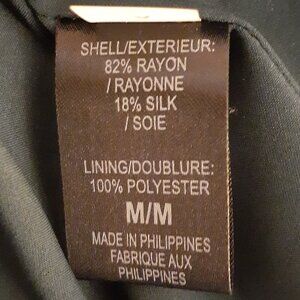 SHELL/EXTERIEUR:
82% RAYON
/ RAYONNE
18% SILK
/ SOIE
LINING/DOUBLURE:
100% POLYESTER
M/M
MADE IN PHILIPPINES
FABRIQUE AUX
PHILIPPINES